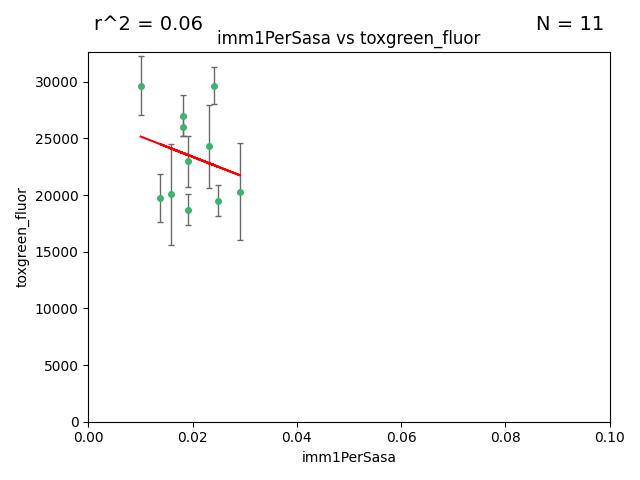 r^2 = 0.06
N = 11
imm1PerSasa vs toxgreen_fluor
30000
25000
20000
15000
10000
5000
0
toxgreen_fluor
0.00 0.02 0.04 0.06 0.08 0.10
imm1PerSasa